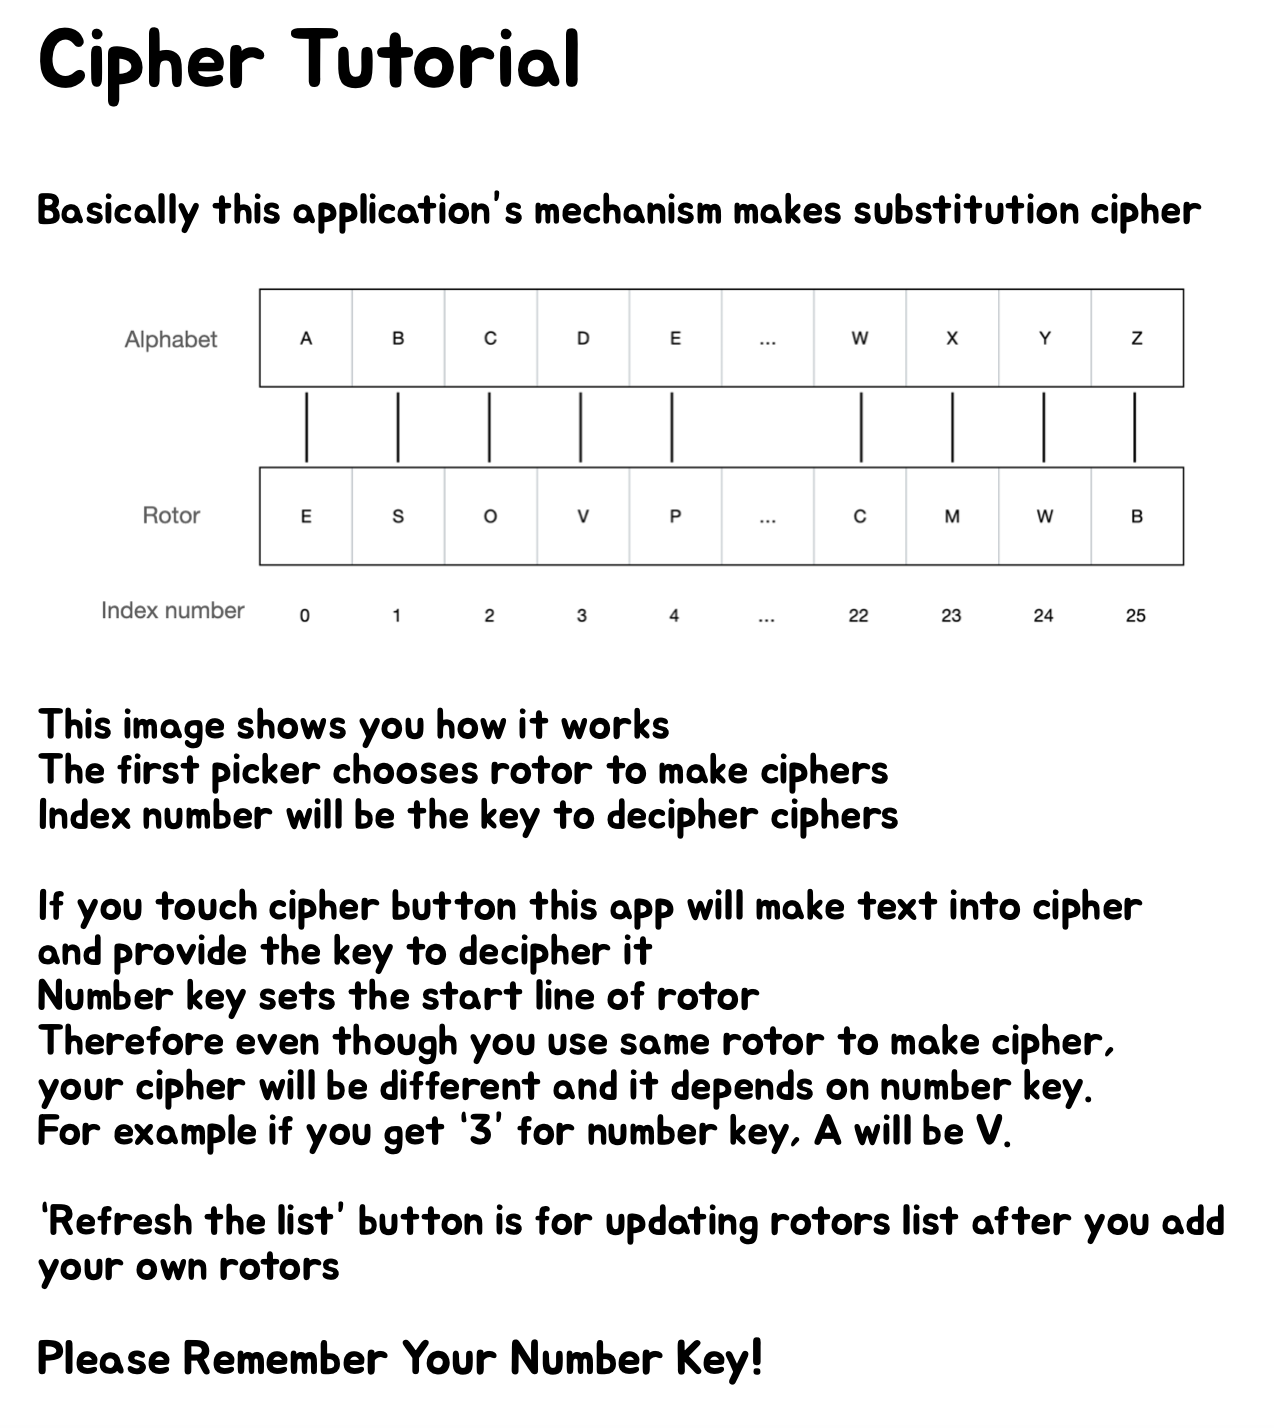 Cipher Tutorial
Basically this application's mechanism makes substitution cipher
Alphabet A B C D E ... W X Y Z
Rotor E S O V P ... C M W B
Index number 0 1 2 3 4 ... 22 23 24 25
This image shows you how it works
The first picker chooses rotor to make ciphers
Index number will be the key to decipher ciphers
If you touch cipher button this app will make text into cipher
and provide the key to decipher it
Number key sets the start line of rotor
Therefore even though you use same rotor to make cipher,
your cipher will be different and it depends on number key.
For example if you get '3' for number key, A will be V.
'Refresh the list' button is for updating rotors list after you add
your own rotors
Please Remember Your Number Key!